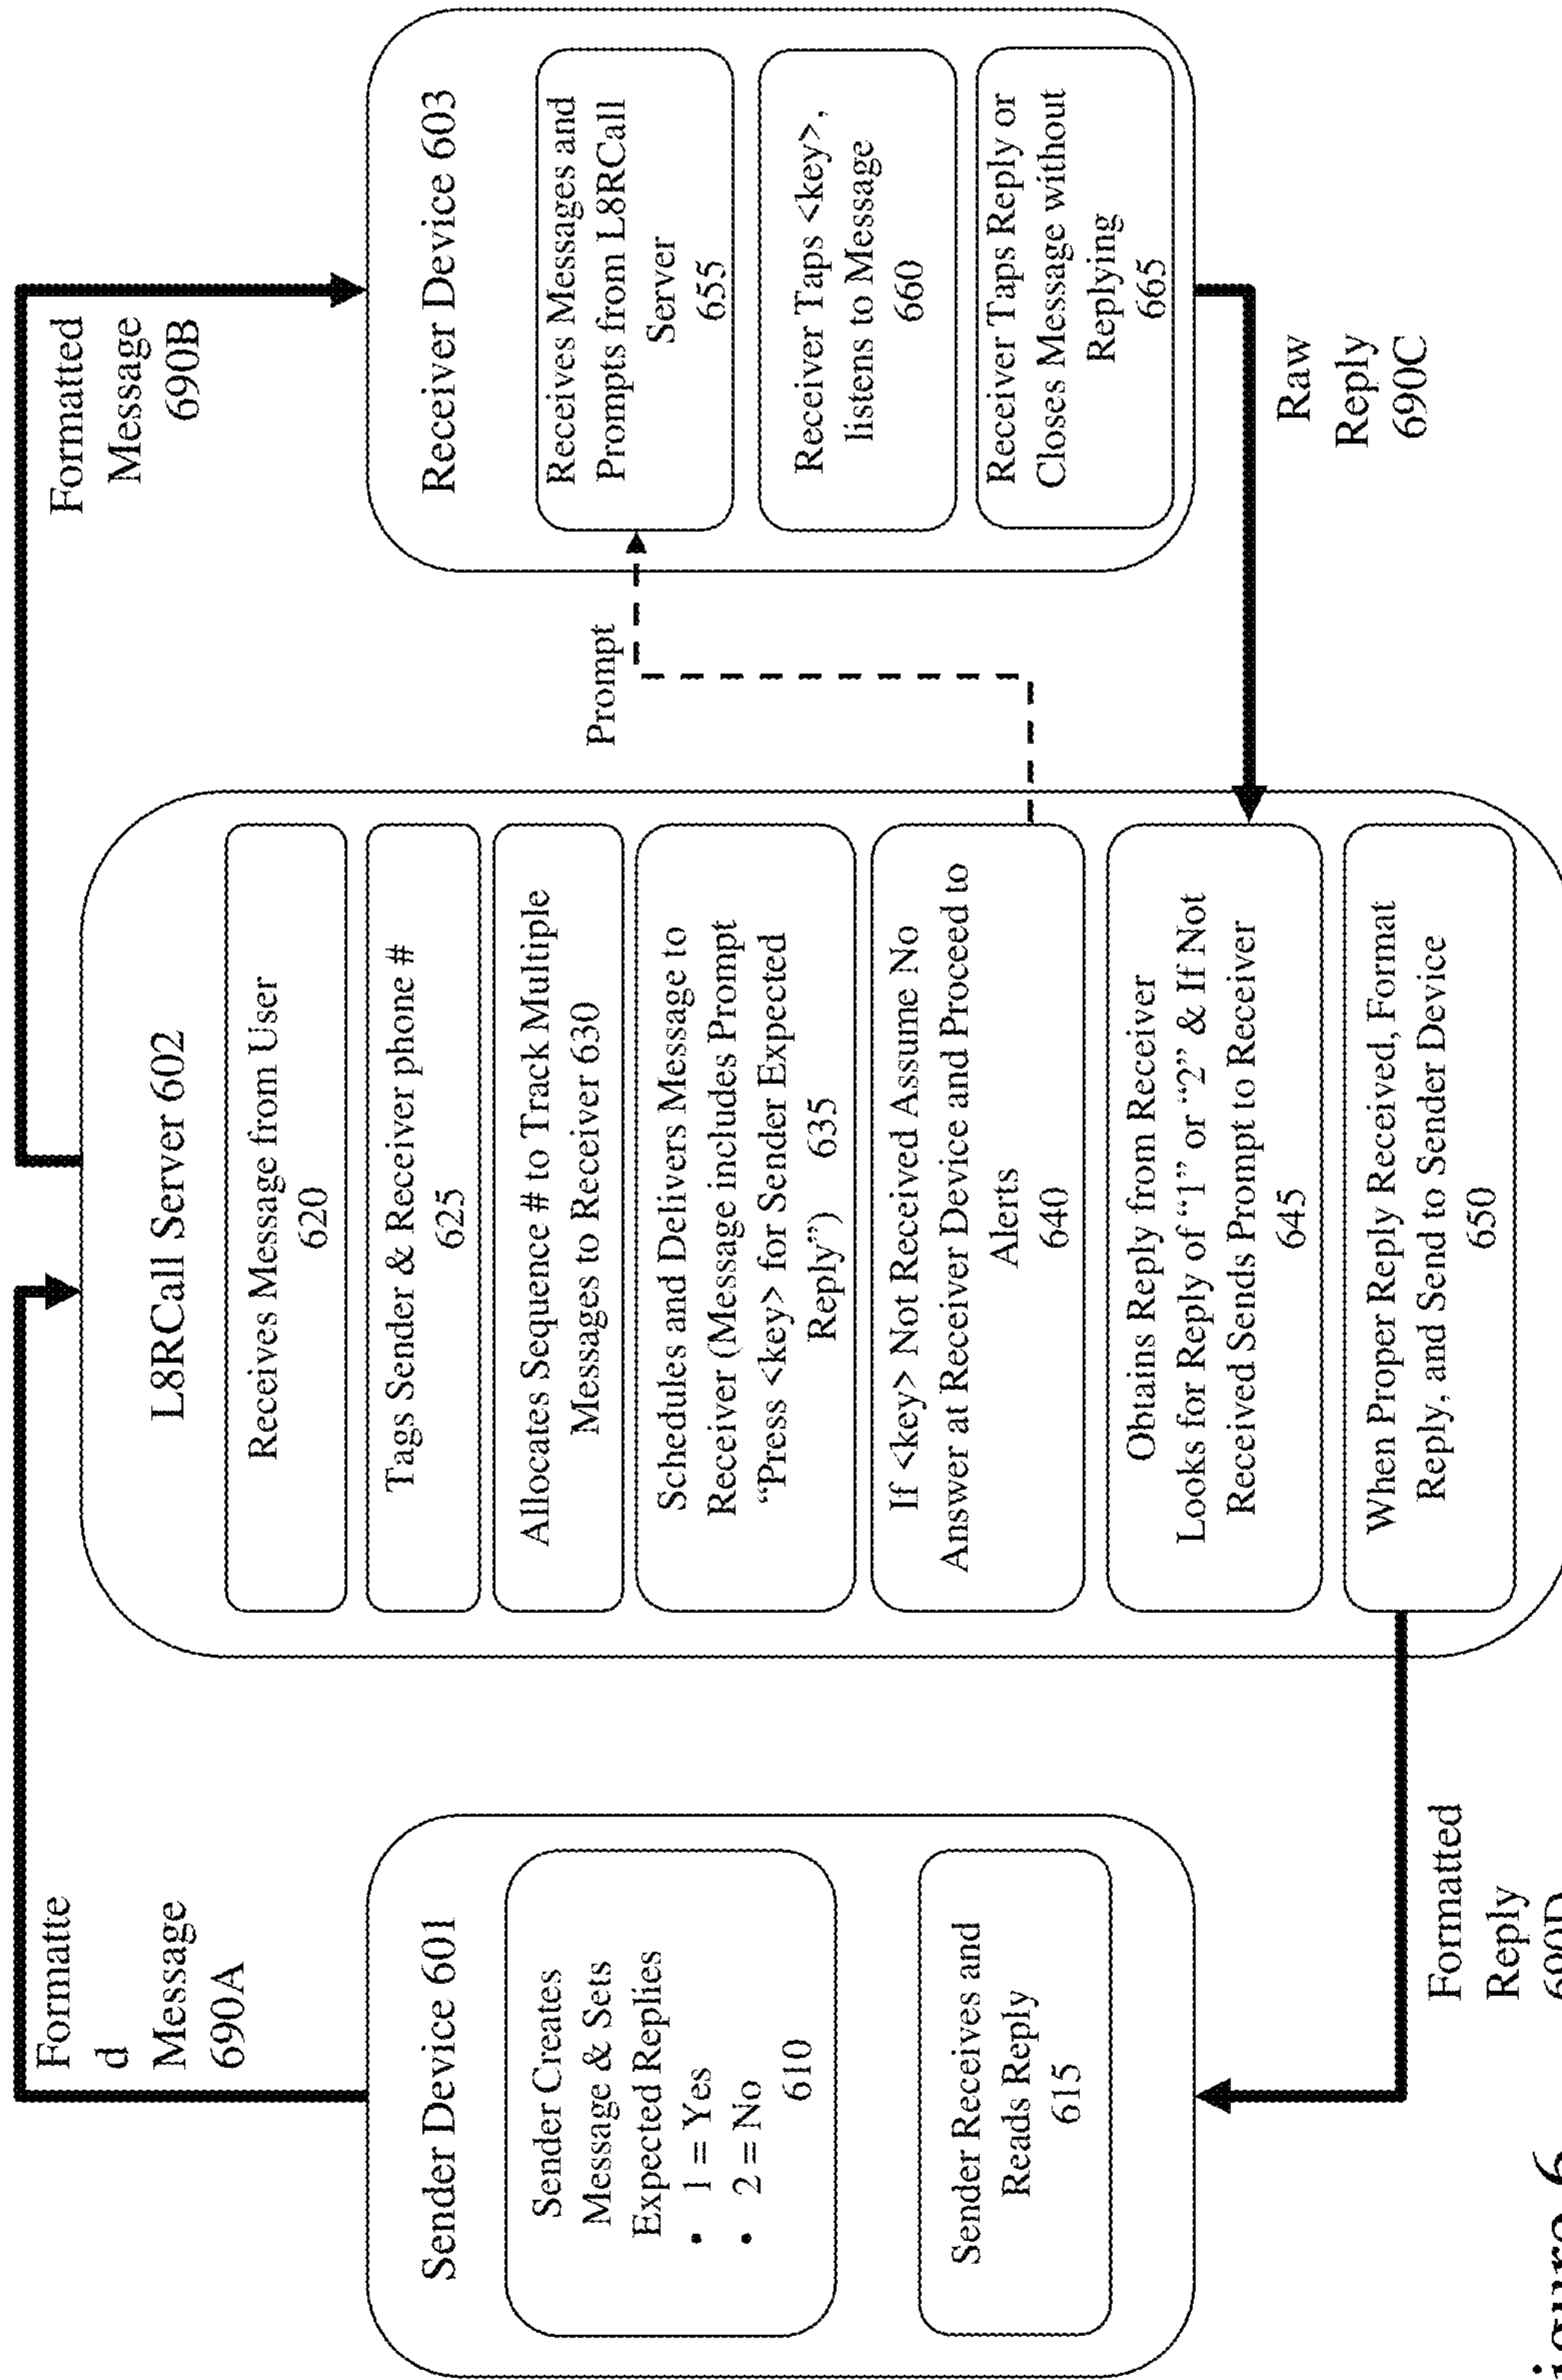 Formatte
d
Message
690A
Sender Device 601
Sender Creates
Message & Sets
Expected Replies
• 1 = Yes
• 2 = No
610
Sender Receives and
Reads Reply
615
L8RCall Server 602
Receives Message from User
620
Tags Sender & Receiver phone #
625
Allocates Sequence # to Track Multiple
Messages to Receiver 630
Schedules and Delivers Message to
Receiver (Message includes Prompt
“Press <key> for Sender Expected
Reply”) 635
If <key> Not Received Assume No
Answer at Receiver Device and Proceed to
Alerts
640
Obtains Reply from Receiver
Looks for Reply of “1” or “2” & If Not
Received Sends Prompt to Receiver
645
When Proper Reply Received, Format
Reply, and Send to Sender Device
650
Formatted
Message
690B
Prompt
Receiver Device 603
Receives Messages and
Prompts from L8RCall
Server
655
Receiver Taps <key>,
listens to Message
660
Receiver Taps Reply or
Closes Message without
Replying
665
Raw
Reply
690C
Formatted
Reply
690D
igure 6